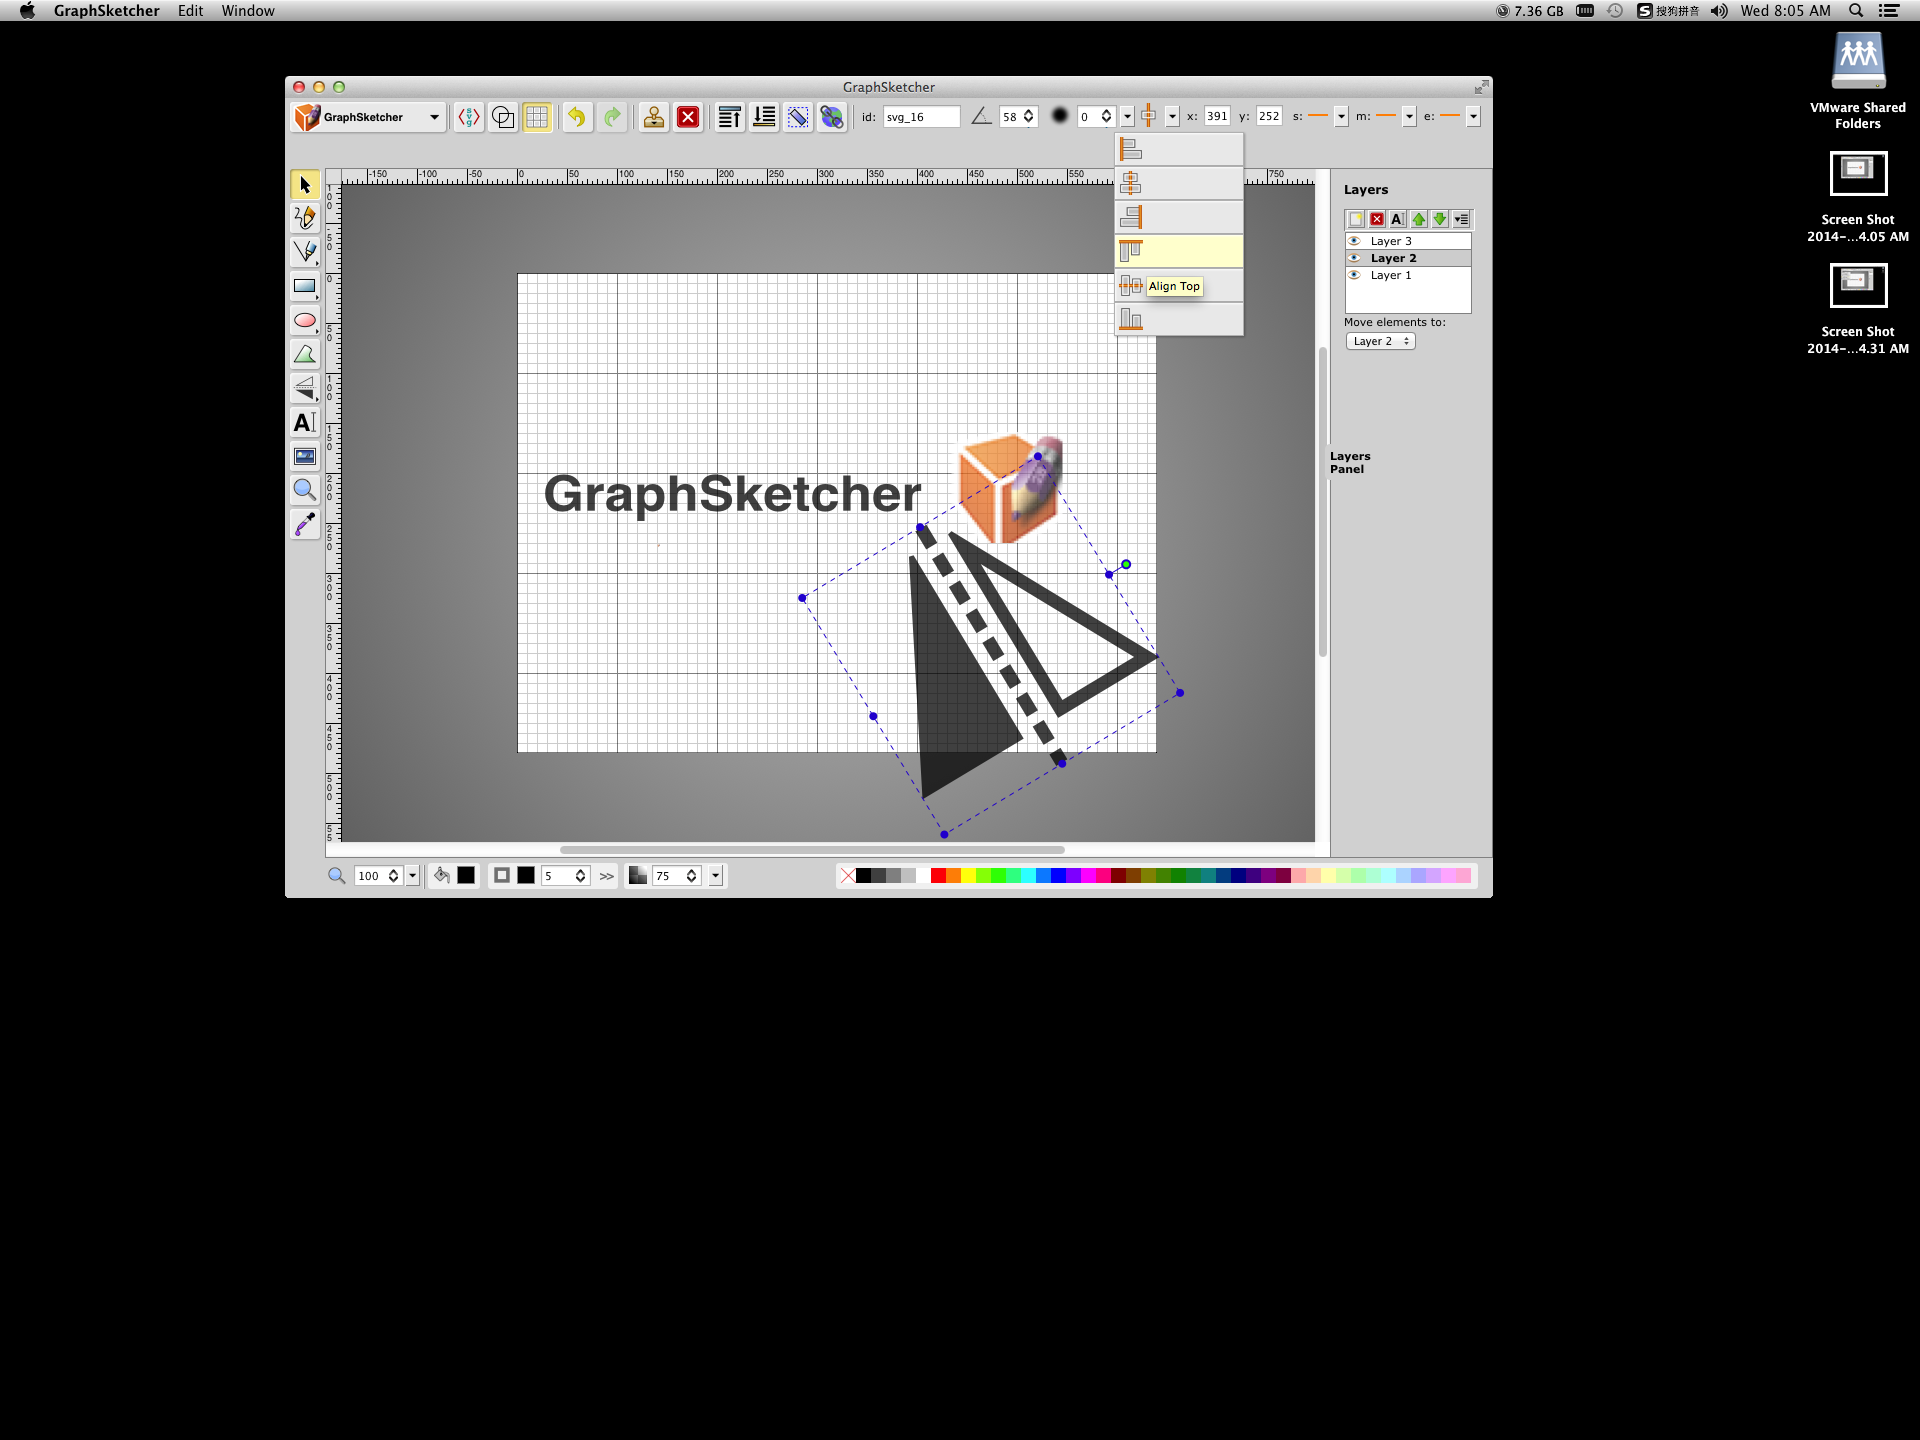 GraphSketcher Edit Window
7.36 GB
搜狗拼音
Wed 8:05 AM
GraphSketcher
GraphSketcher
id: svg_16
58
0
x: 391
y: 252
s:
m:
e:
-150 -100 -50 0 50 100 150 200 250 300 350 400 450 500 550 750
Align Top
GraphSketcher
Layers
Layer 3
Layer 2
Layer 1
Move elements to:
Layer 2
Layers
Panel
100
5
>>
75
VMware Shared
Folders
Screen Shot
2014-...4.05 AM
Screen Shot
2014-...4.31 AM